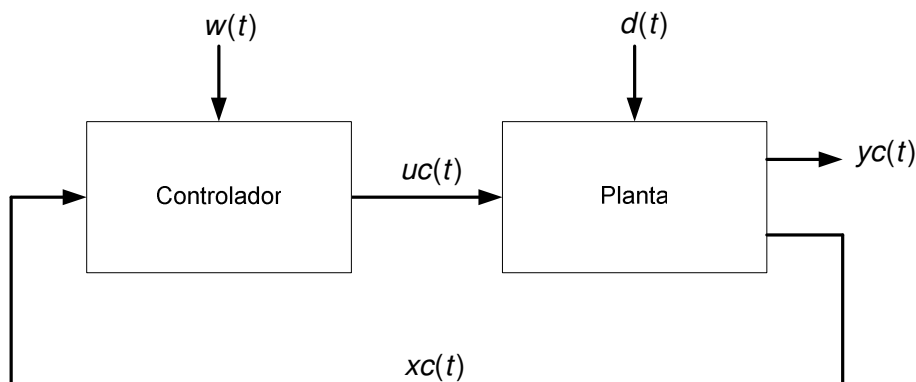 w(t)
d(t)
Controlador
uc(t)
Planta
yc(t)
xc(t)